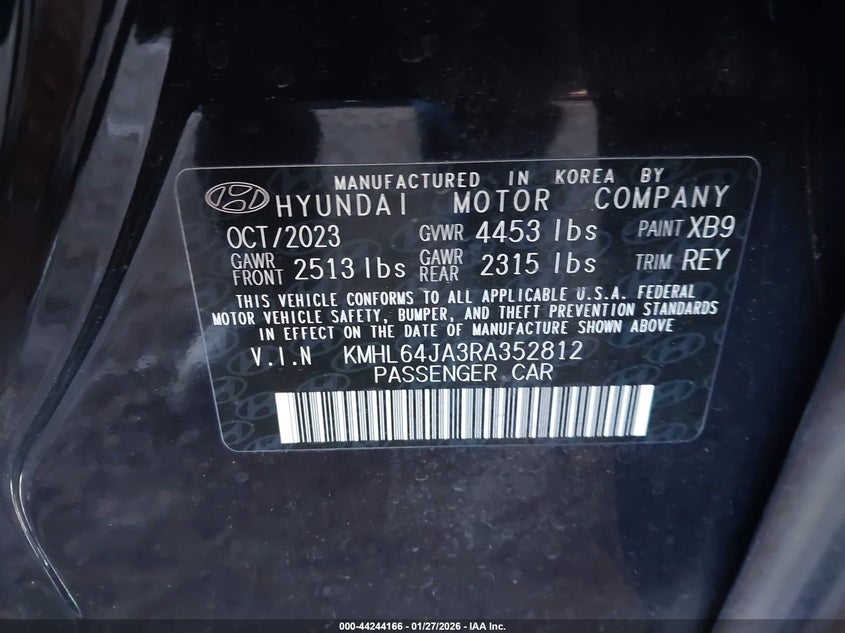 MANUFACTURED IN KOREA BY
HYUNDAI MOTOR COMPANY
OCT/2023 GVWR 4453 lbs PAINT XB9
GAWR FRONT 2513 lbs GAWR REAR 2315 lbs TRIM REY
THIS VEHICLE CONFORMS TO ALL APPLICABLE U.S.A. FEDERAL
MOTOR VEHICLE SAFETY, BUMPER, AND THEFT PREVENTION STANDARDS
IN EFFECT ON THE DATE OF MANUFACTURE SHOWN ABOVE
V.I.N KMHL64JA3RA352812
PASSENGER CAR
000-44244166 - 01/27/2026 - IAA Inc.